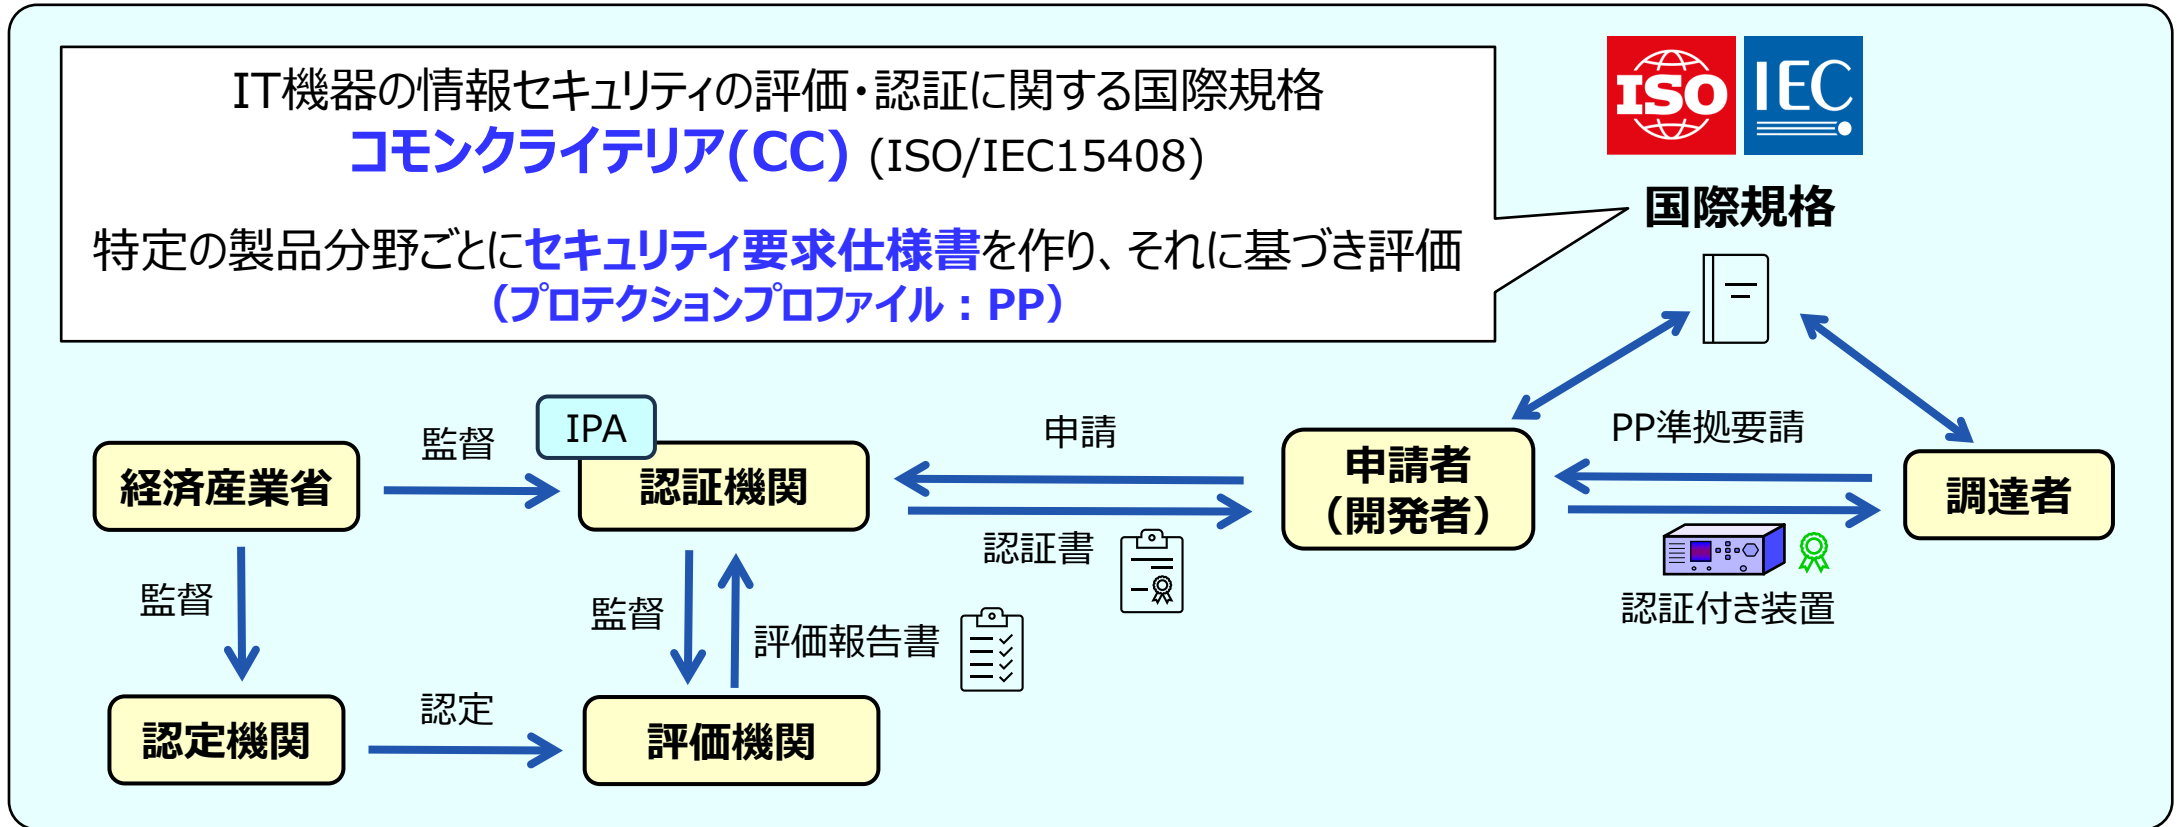 IT機器の情報セキュリティの評価・認証に関する国際規格
コモンクライテリア(CC) (ISO/IEC15408)
特定の製品分野ごとにセキュリティ要求仕様書を作り、それに基づき評価
（プロテクションプロファイル：PP）
ISO IEC
国際規格
経済産業省
監督
IPA
認証機関
申請
認証書
申請者
（開発者）
PP準拠要請
調達者
認証付き装置
監督
監督
評価報告書
認定機関
認定
評価機関